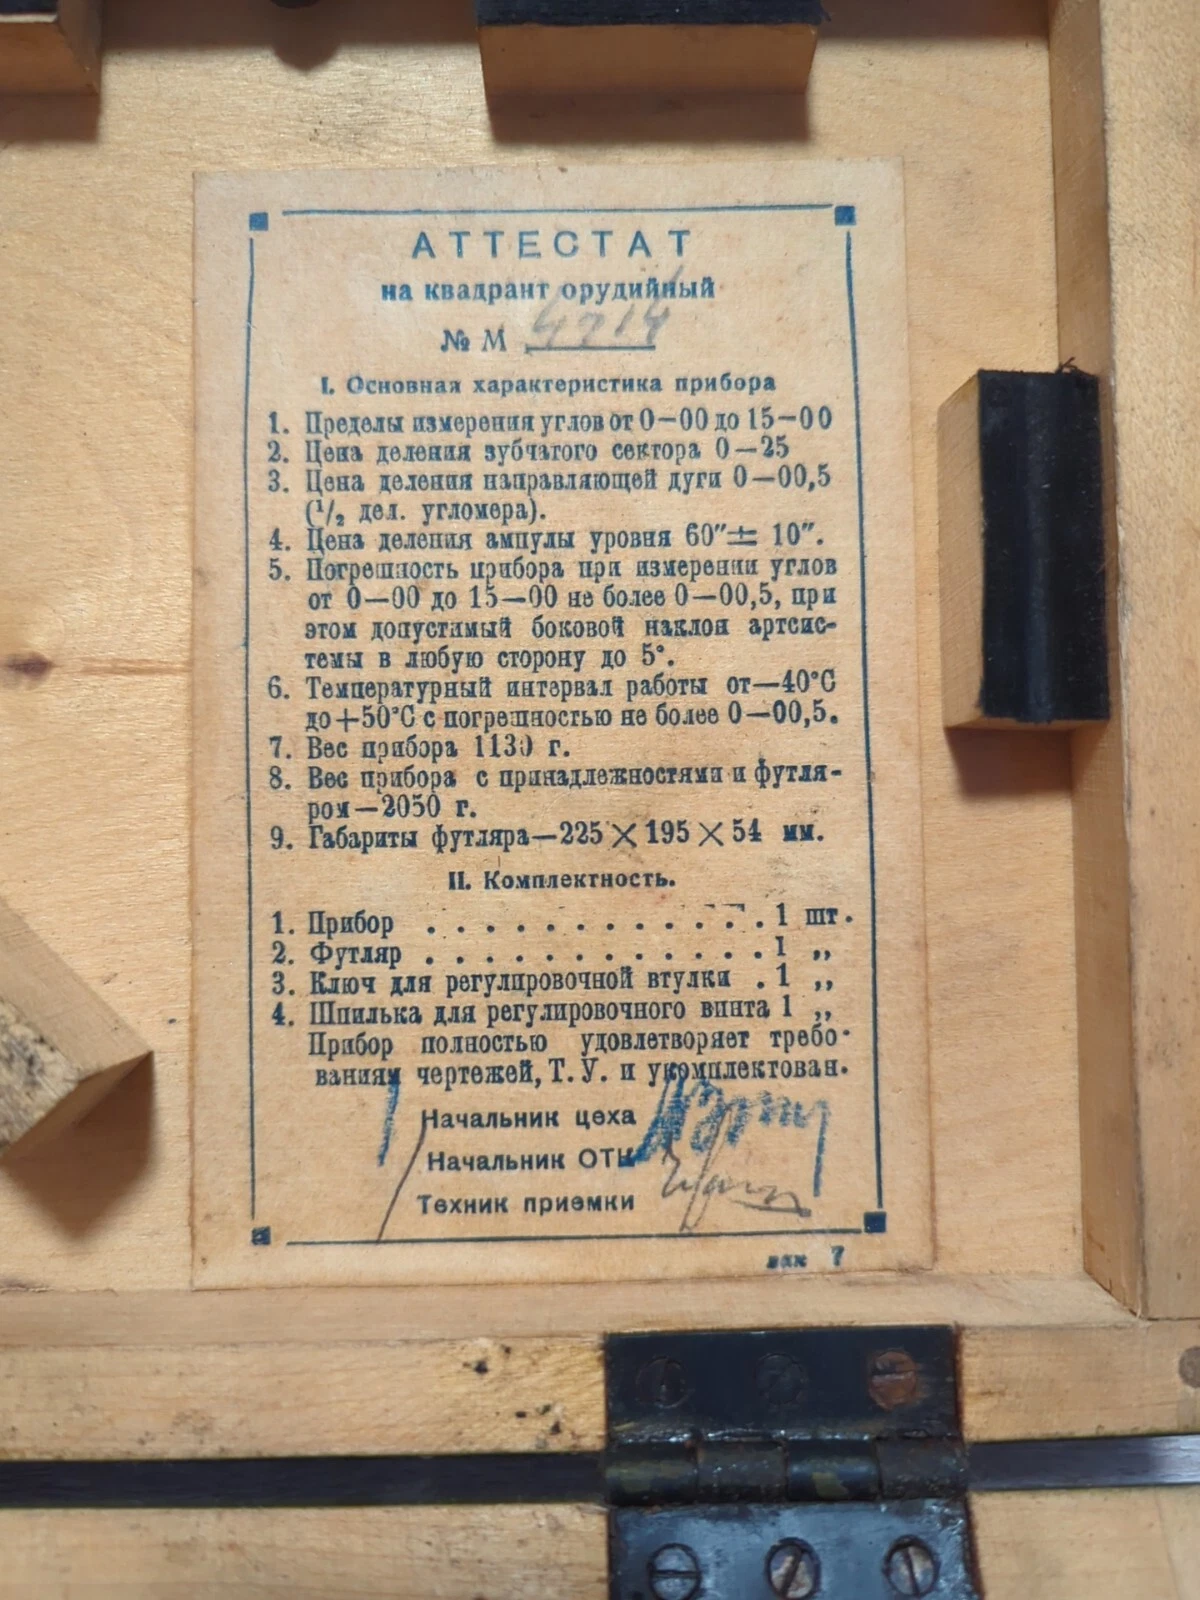 АТТЕСТАТ
на квадрант орудийный
№ М
I. Основная характеристика прибора
1. Пределы измерения углов от 0—00 до 15—00
2. Цена деления зубчатого сектора 0—25
3. Цена деления направляющей дуги 0—00,5
(1/2 дел. угломера).
4. Цена деления ампулы уровня 60″± 10″.
5. Погрешность прибора при измерении углов
от 0—00 до 15—00 не более 0—00,5, при
этом допустимый боковой наклон артсис-
темы в любую сторону до 5°.
6. Температурный интервал работы от—40°С
до+50°С с погрешностью не более 0—00,5.
7. Вес прибора 1130 г.
8. Вес прибора с принадлежностями и футля-
ром—2050 г.
9. Габариты футляра—225×195×54 мм.
II. Комплектность.
1. Прибор . . . . . . . . . . . . 1 шт.
2. Футляр . . . . . . . . . . . . 1 „
3. Ключ для регулировочной втулки . 1 „
4. Шпилька для регулировочного винта 1 „
Прибор полностью удовлетворяет требо-
ваниям чертежей, Т. У. и укомплектован.
Начальник цеха
Начальник ОТК
Техник приемки
зак 7